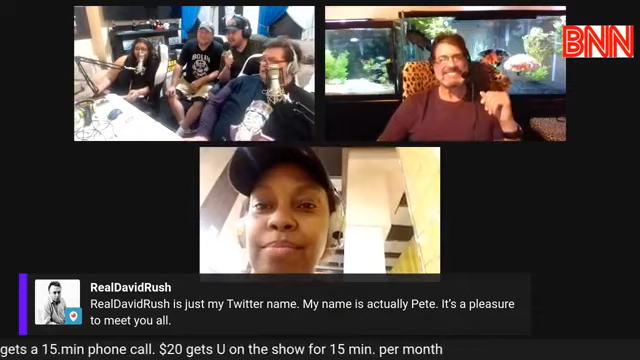 BNN
RealDavidRush
RealDavidRush is just my Twitter name. My name is actually Pete. It's a pleasure
to meet you all.
gets a 15.min phone call. $20 gets U on the show for 15 min. per month